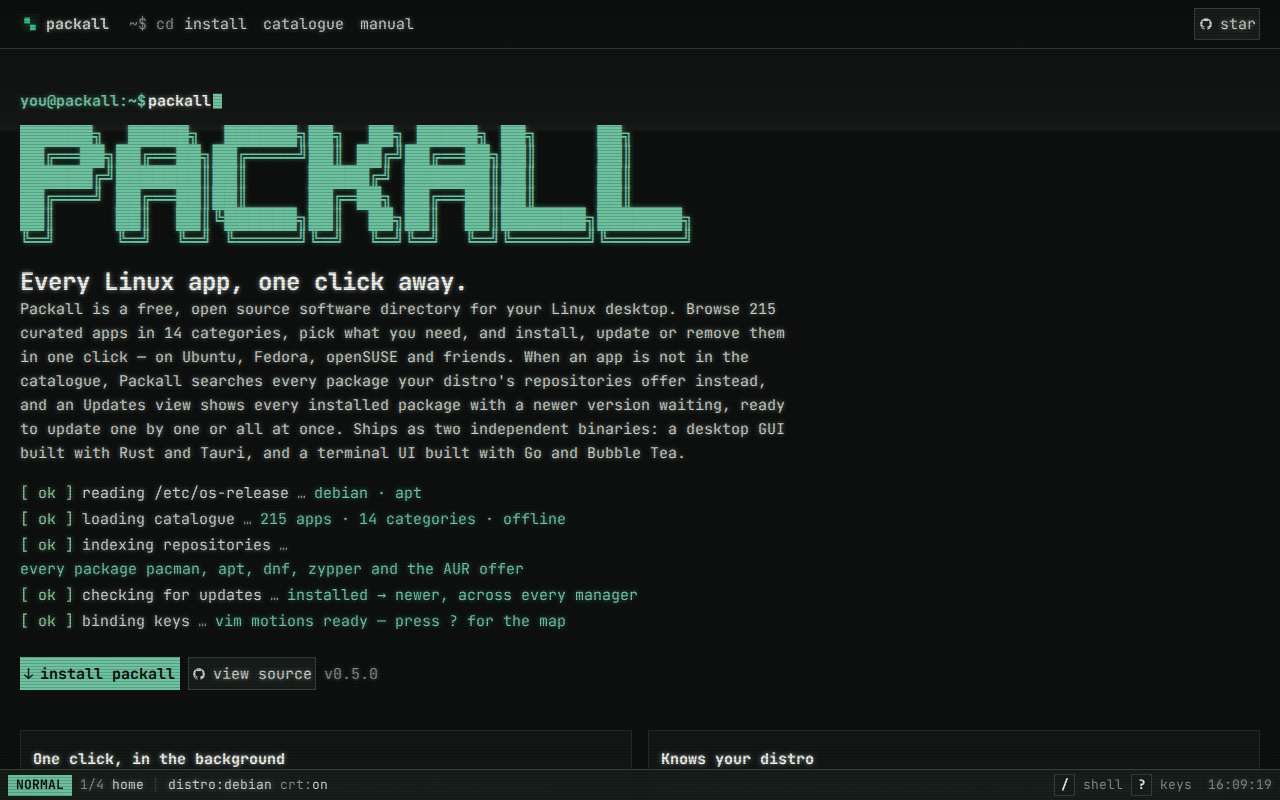 packall ~$ cd install catalogue manual star
you@packall:~$ packall
PACKALL
Every Linux app, one click away.
Packall is a free, open source software directory for your Linux desktop. Browse 215
curated apps in 14 categories, pick what you need, and install, update or remove them
in one click — on Ubuntu, Fedora, openSUSE and friends. When an app is not in the
catalogue, Packall searches every package your distro's repositories offer instead,
and an Updates view shows every installed package with a newer version waiting, ready
to update one by one or all at once. Ships as two independent binaries: a desktop GUI
built with Rust and Tauri, and a terminal UI built with Go and Bubble Tea.
[ ok ] reading /etc/os-release … debian · apt
[ ok ] loading catalogue … 215 apps · 14 categories · offline
[ ok ] indexing repositories …
every package pacman, apt, dnf, zypper and the AUR offer
[ ok ] checking for updates … installed → newer, across every manager
[ ok ] binding keys … vim motions ready — press ? for the map
↓ install packall view source v0.5.0
One click, in the background Knows your distro
NORMAL 1/4 home distro:debian crt:on / shell ? keys 16:09:19